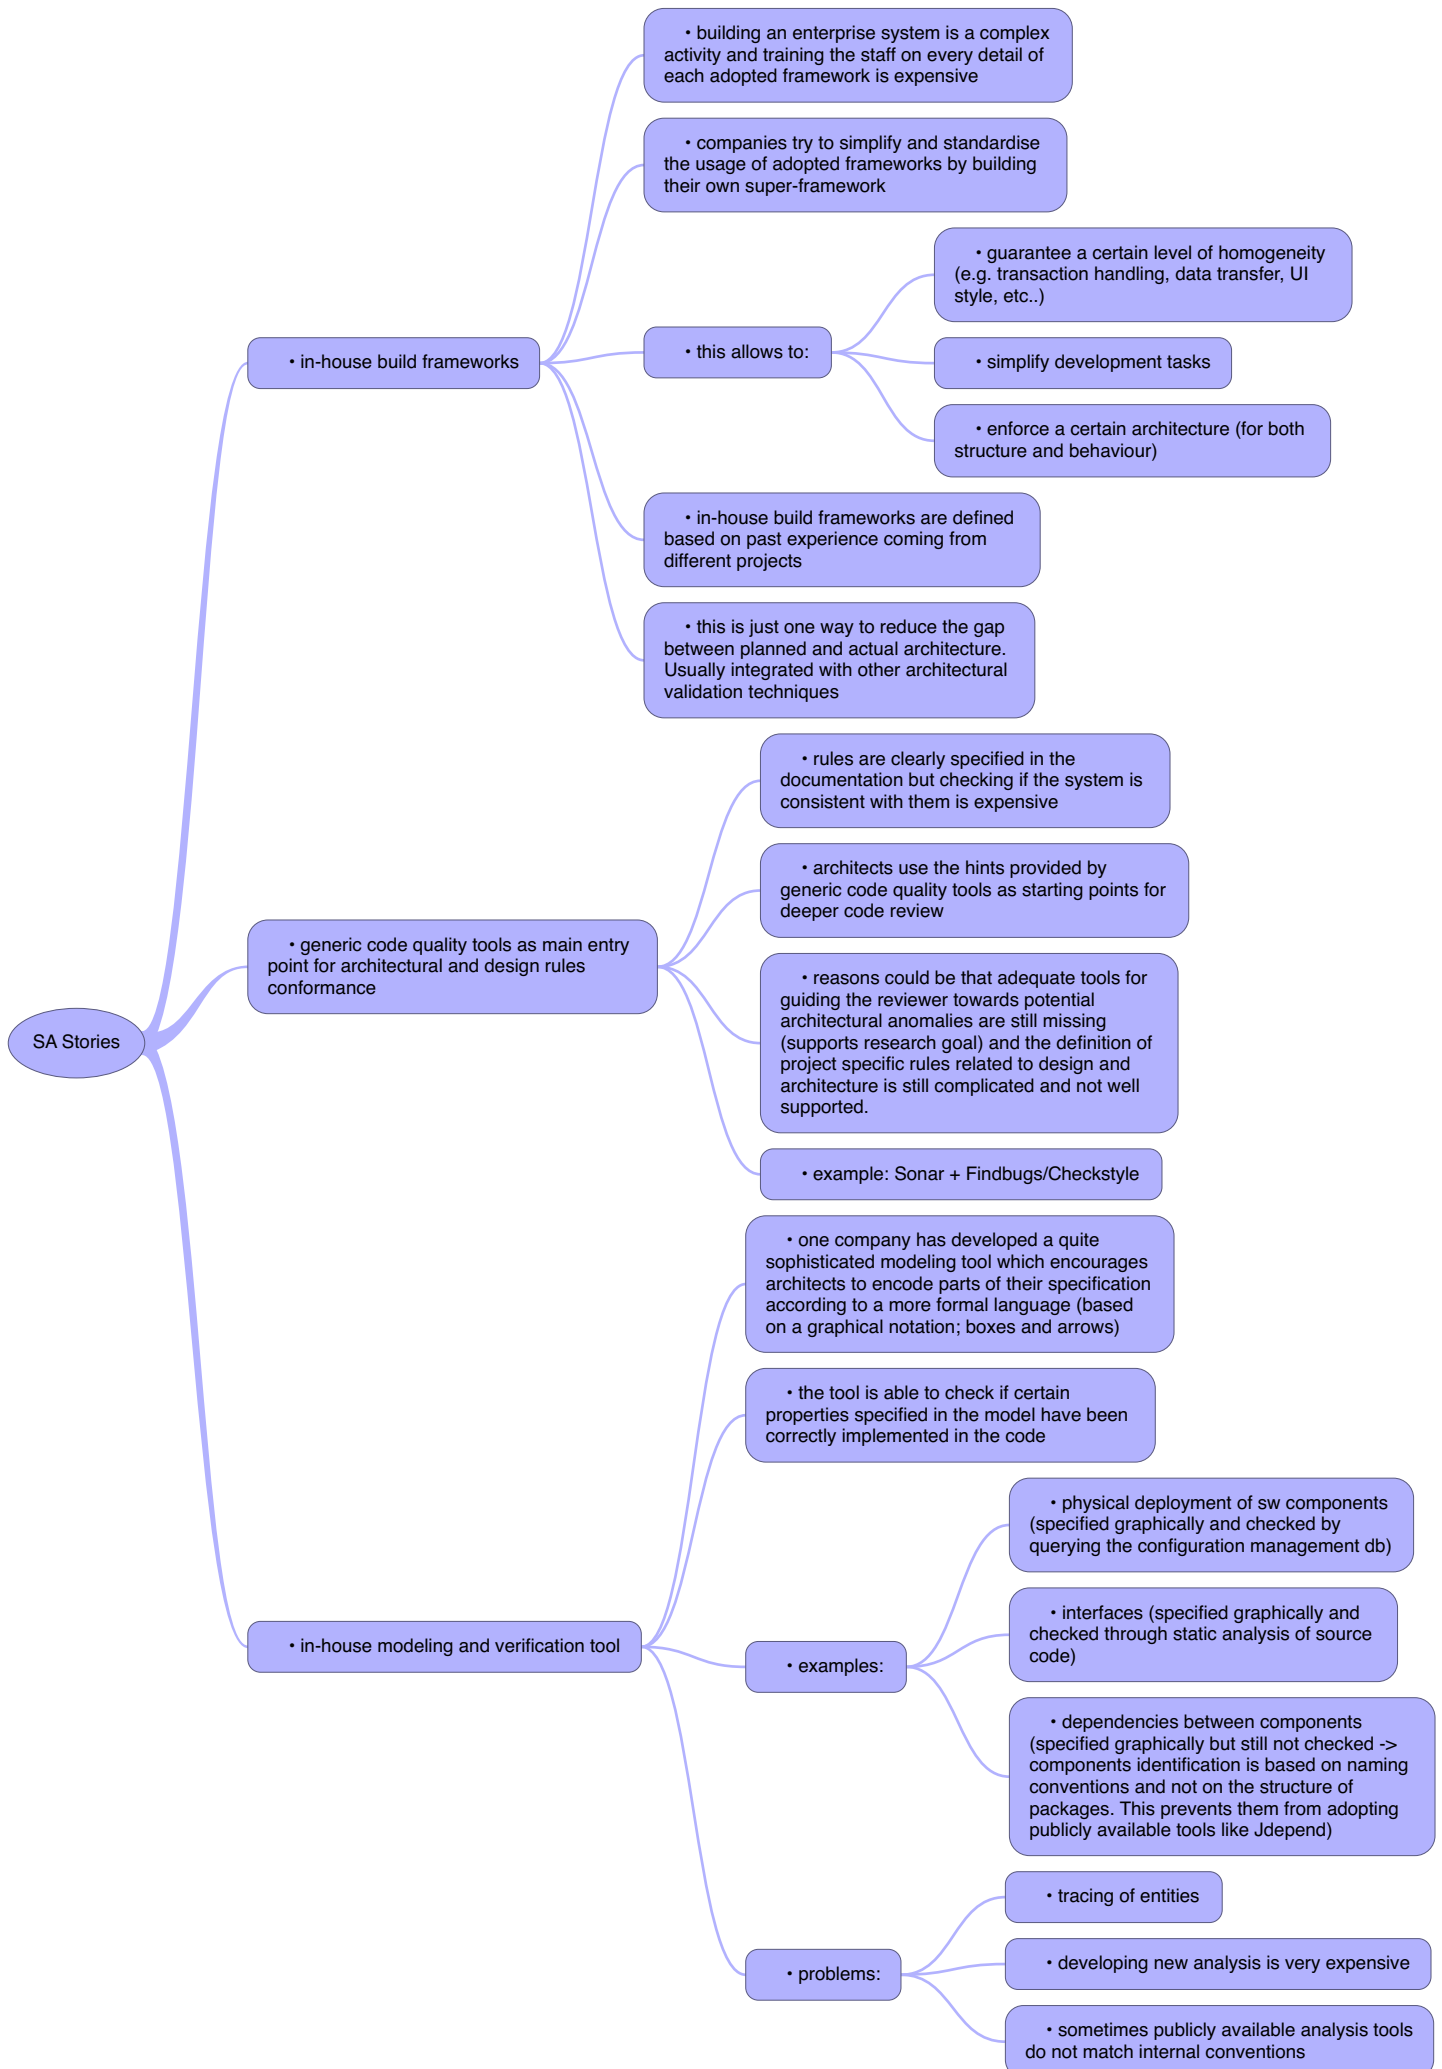 • building an enterprise system is a complex
activity and training the staff on every detail of
each adopted framework is expensive
• companies try to simplify and standardise
the usage of adopted frameworks by building
their own super-framework
• guarantee a certain level of homogeneity
(e.g. transaction handling, data transfer, UI
style, etc..)
• in-house build frameworks
• this allows to:
• simplify development tasks
• enforce a certain architecture (for both
structure and behaviour)
• in-house build frameworks are defined
based on past experience coming from
different projects
• this is just one way to reduce the gap
between planned and actual architecture.
Usually integrated with other architectural
validation techniques
• rules are clearly specified in the
documentation but checking if the system is
consistent with them is expensive
• architects use the hints provided by
generic code quality tools as starting points for
deeper code review
• generic code quality tools as main entry
point for architectural and design rules
conformance
• reasons could be that adequate tools for
guiding the reviewer towards potential
architectural anomalies are still missing
(supports research goal) and the definition of
project specific rules related to design and
architecture is still complicated and not well
supported.
SA Stories
• example: Sonar + Findbugs/Checkstyle
• one company has developed a quite
sophisticated modeling tool which encourages
architects to encode parts of their specification
according to a more formal language (based
on a graphical notation; boxes and arrows)
• the tool is able to check if certain
properties specified in the model have been
correctly implemented in the code
• physical deployment of sw components
(specified graphically and checked by
querying the configuration management db)
• in-house modeling and verification tool
• examples:
• interfaces (specified graphically and
checked through static analysis of source
code)
• dependencies between components
(specified graphically but still not checked ->
components identification is based on naming
conventions and not on the structure of
packages. This prevents them from adopting
publicly available tools like Jdepend)
• problems:
• tracing of entities
• developing new analysis is very expensive
• sometimes publicly available analysis tools
do not match internal conventions